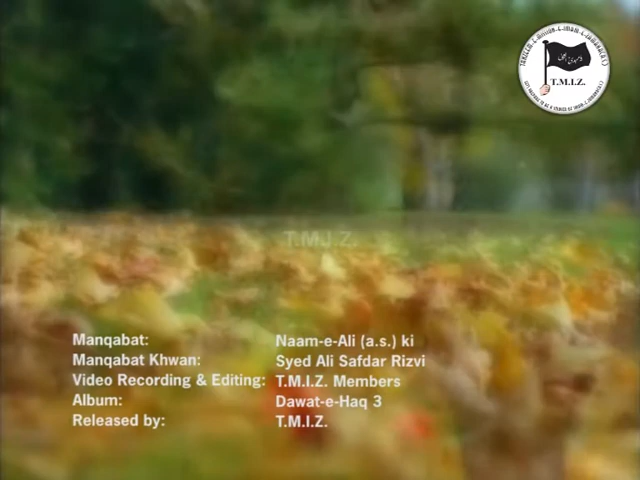 T.M.I.Z.
T.M.I.Z.
Manqabat: Naam-e-Ali (a.s.) ki
Manqabat Khwan: Syed Ali Safdar Rizvi
Video Recording & Editing: T.M.I.Z. Members
Album: Dawat-e-Haq 3
Released by: T.M.I.Z.